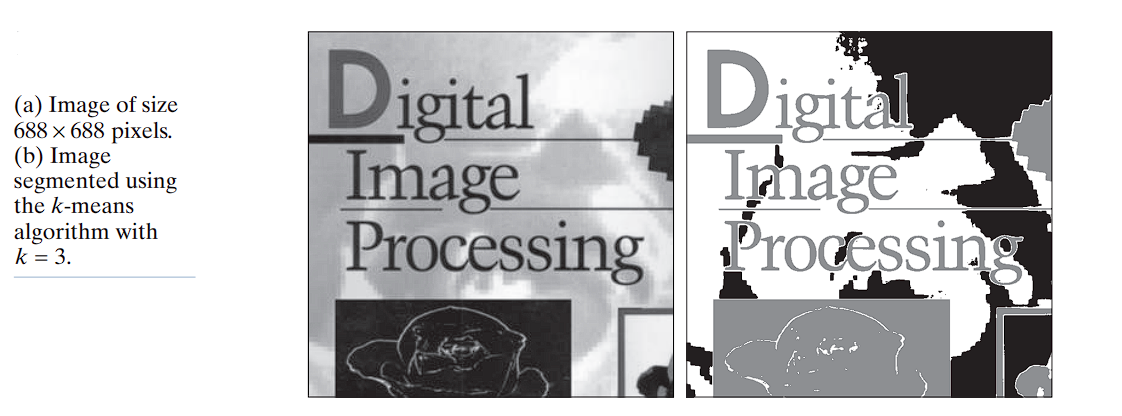 (a) Image of size
688 × 688 pixels.
(b) Image
segmented using
the k-means
algorithm with
k = 3.
Digital
Image
Processing
Digital
Image
Processing